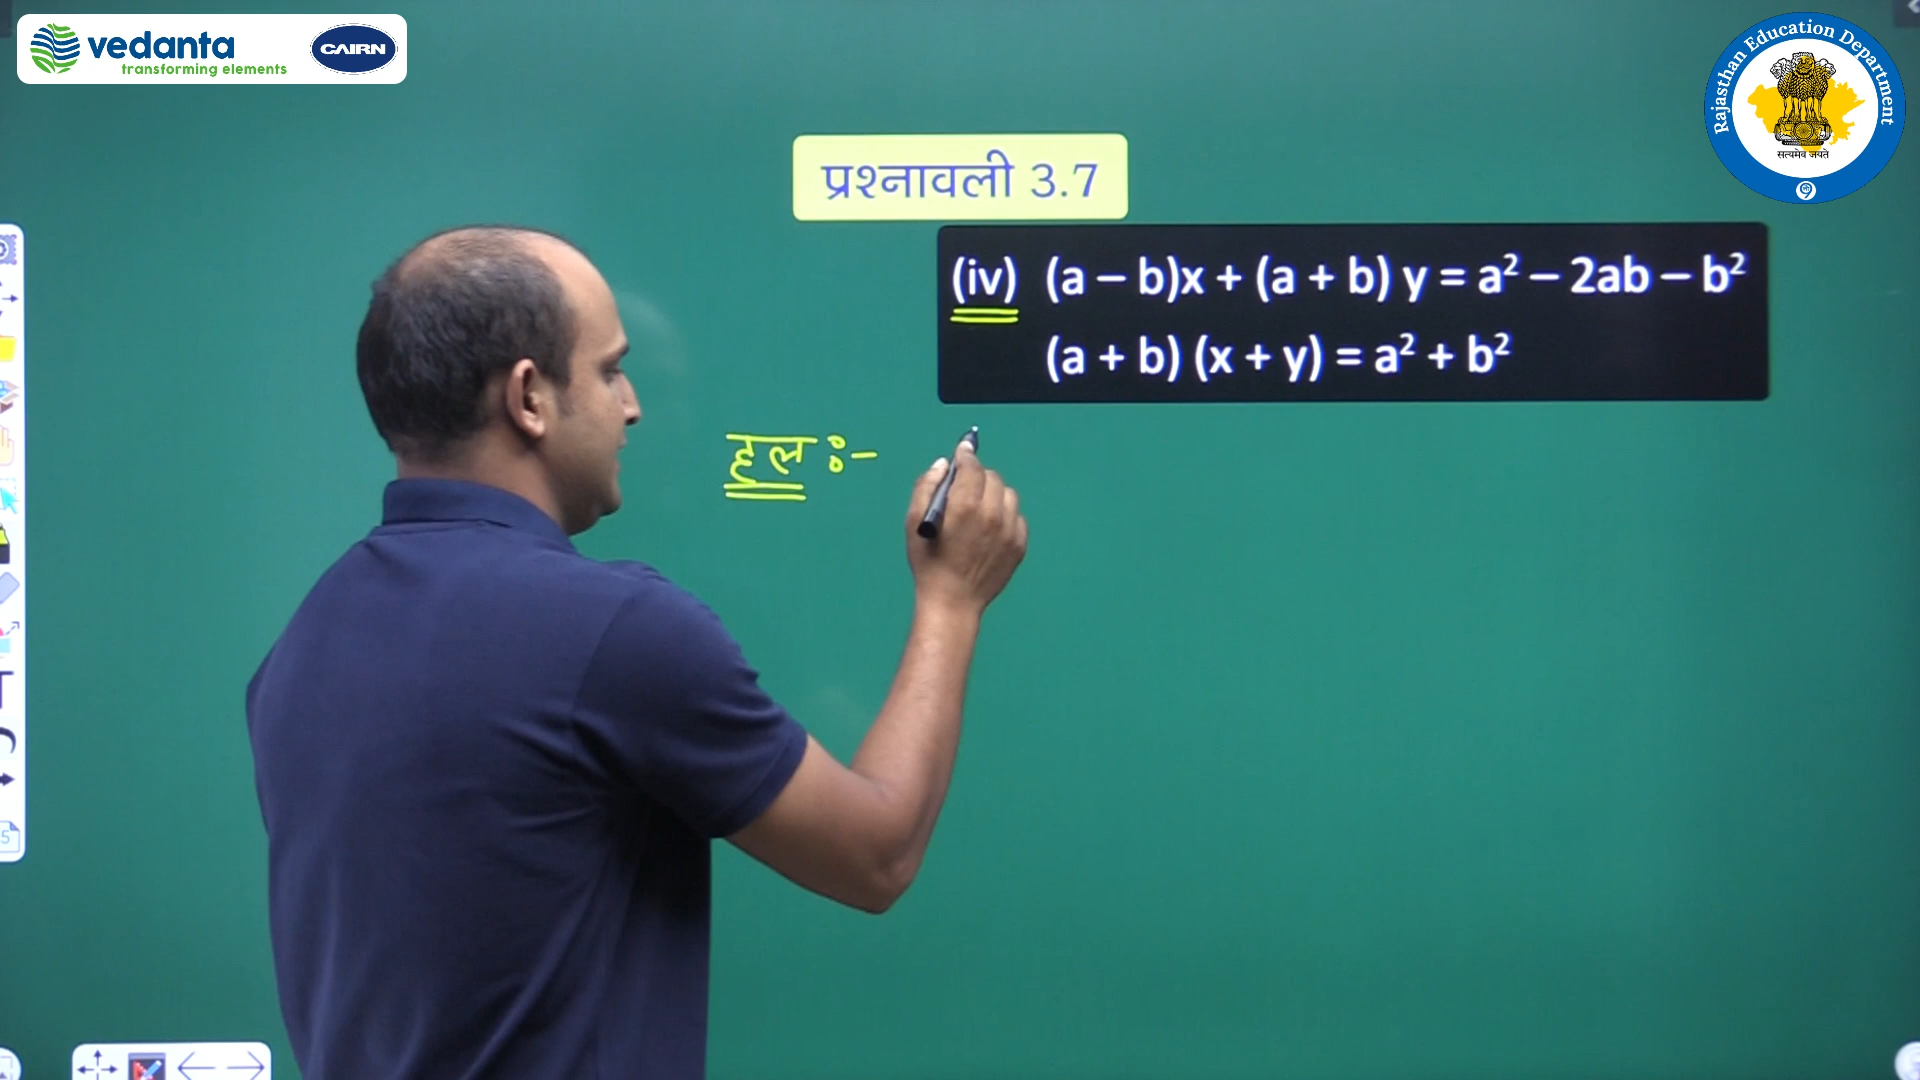 vedanta
transforming elements
CAIRN
Rajasthan Education Department
सत्यमेव जयते
प्रश्नावली 3.7
(iv) (a – b)x + (a + b) y = a² – 2ab – b²
(a + b) (x + y) = a² + b²
हल :-